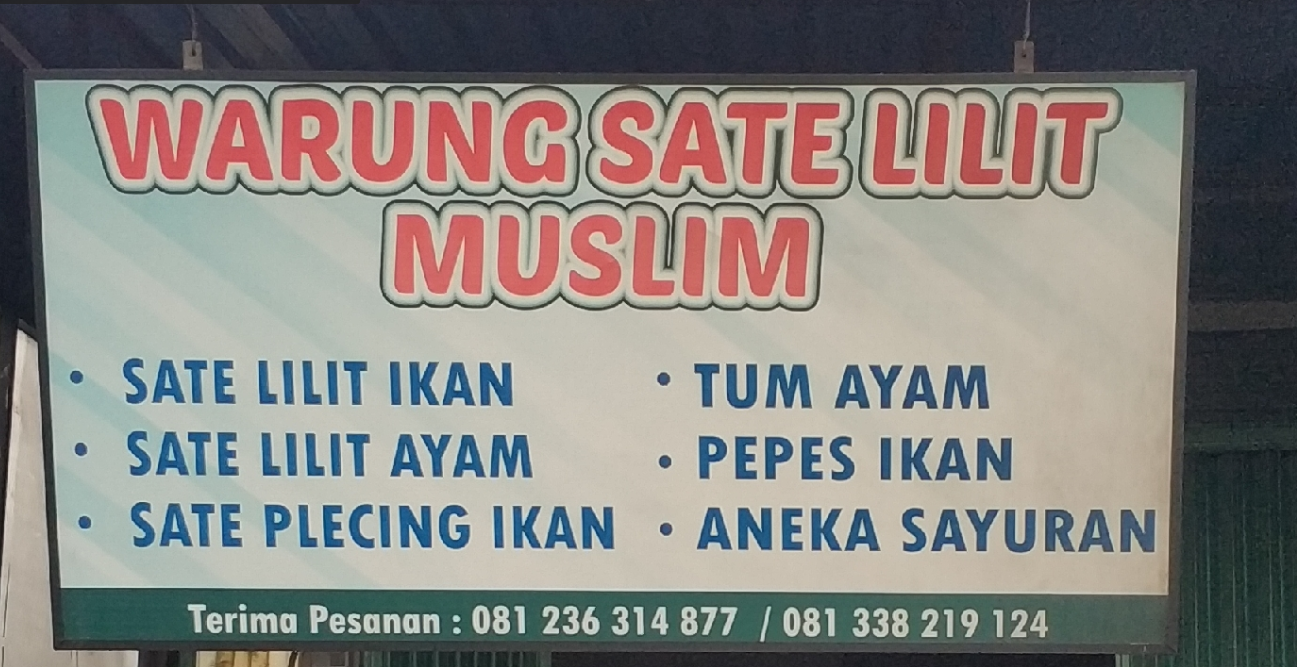 WARUNG SATE LILIT
MUSLIM
• SATE LILIT IKAN
• SATE LILIT AYAM
• SATE PLECING IKAN
• TUM AYAM
• PEPES IKAN
• ANEKA SAYURAN
Terima Pesanan : 081 236 314 877 / 081 338 219 124